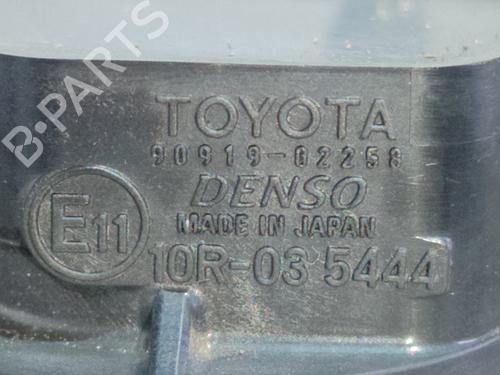 B-PARTS
TOYOTA
90919-02258
DENSO
MADE IN JAPAN
E11
10R-03 5444